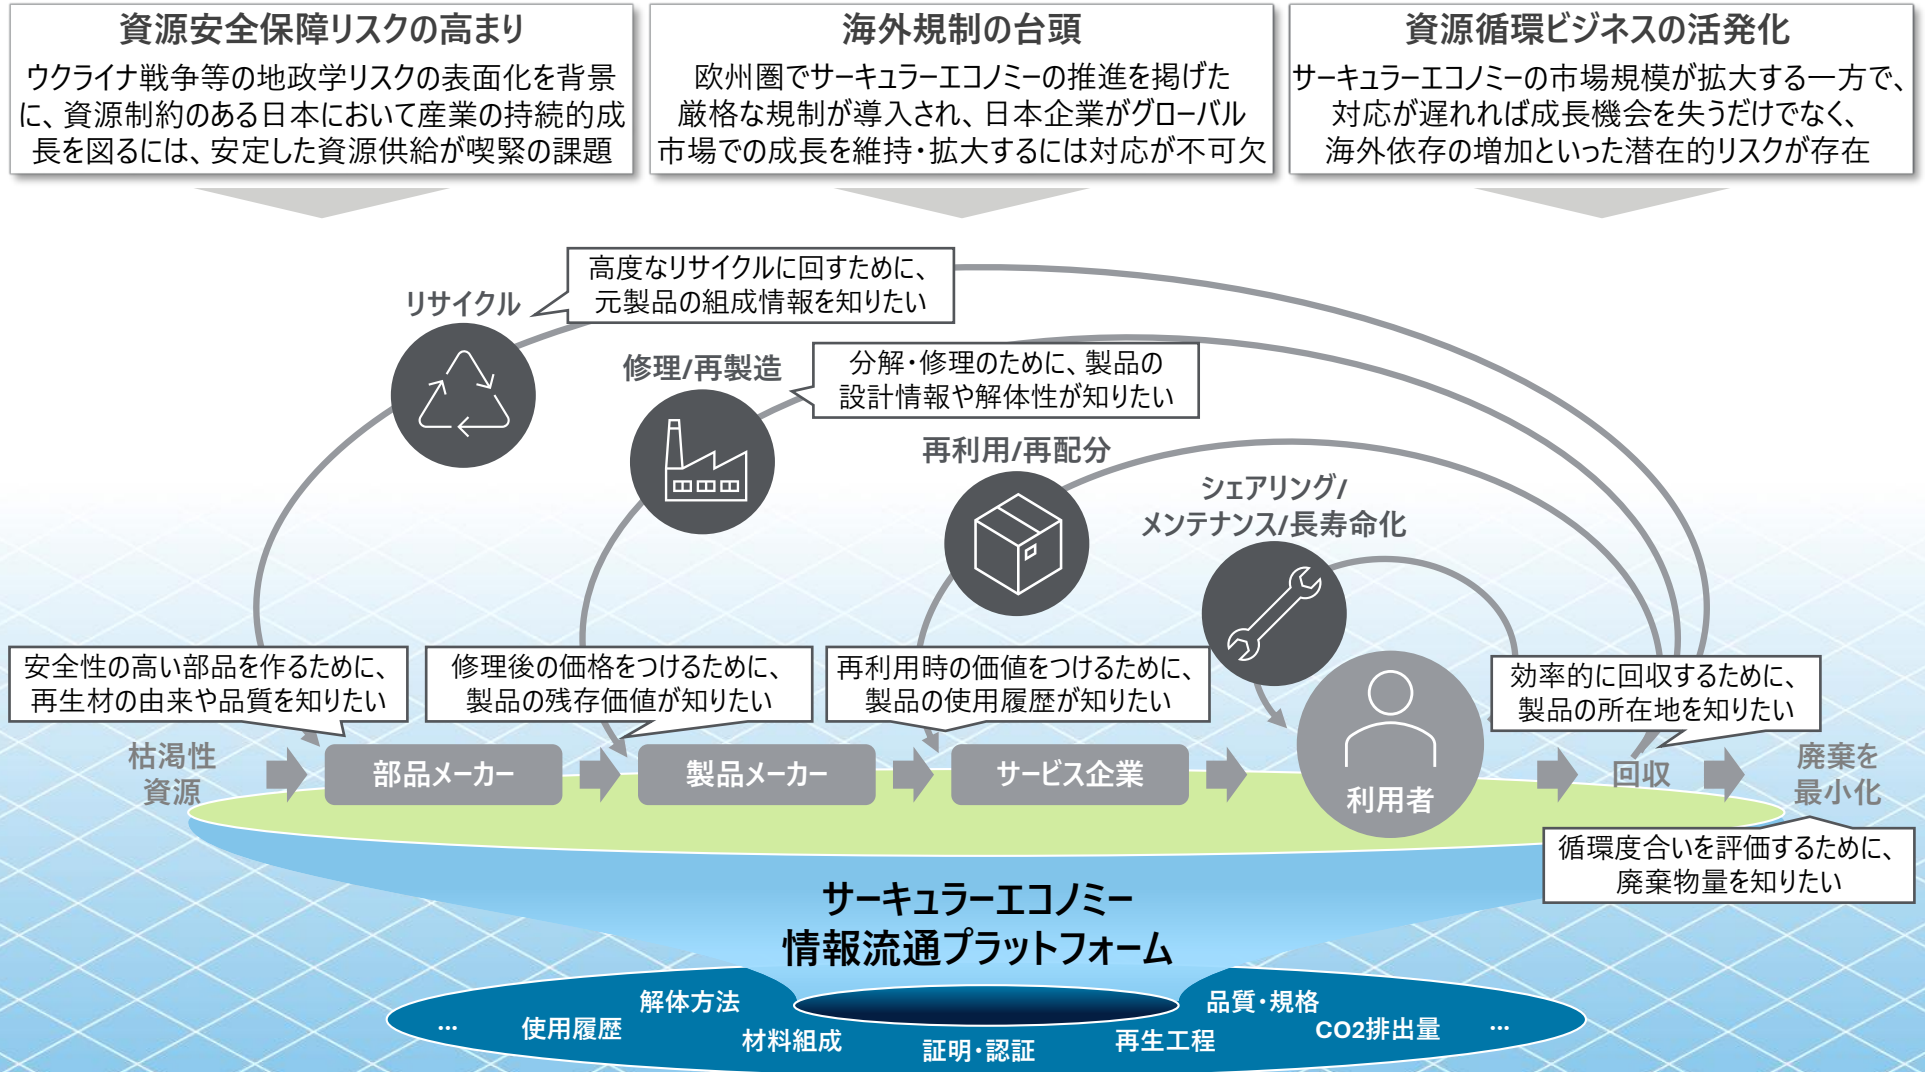 資源安全保障リスクの高まり
ウクライナ戦争等の地政学リスクの表面化を背景
に、資源制約のある日本において産業の持続的成
長を図るには、安定した資源供給が喫緊の課題
海外規制の台頭
欧州圏でサーキュラーエコノミーの推進を掲げた
厳格な規制が導入され、日本企業がグローバル
市場での成長を維持・拡大するには対応が不可欠
資源循環ビジネスの活発化
サーキュラーエコノミーの市場規模が拡大する一方で、
対応が遅れれば成長機会を失うだけでなく、
海外依存の増加といった潜在的リスクが存在
リサイクル
高度なリサイクルに回すために、
元製品の組成情報を知りたい
修理/再製造
分解・修理のために、製品の
設計情報や解体性が知りたい
再利用/再配分
シェアリング/
メンテナンス/長寿命化
安全性の高い部品を作るために、
再生材の由来や品質を知りたい
修理後の価格をつけるために、
製品の残存価値が知りたい
再利用時の価値をつけるために、
製品の使用履歴が知りたい
効率的に回収するために、
製品の所在地を知りたい
枯渇性
資源
部品メーカー
製品メーカー
サービス企業
利用者
回収
廃棄を
最小化
循環度合いを評価するために、
廃棄物量を知りたい
サーキュラーエコノミー
情報流通プラットフォーム
...
使用履歴
解体方法
材料組成
証明・認証
再生工程
品質・規格
CO2排出量
...